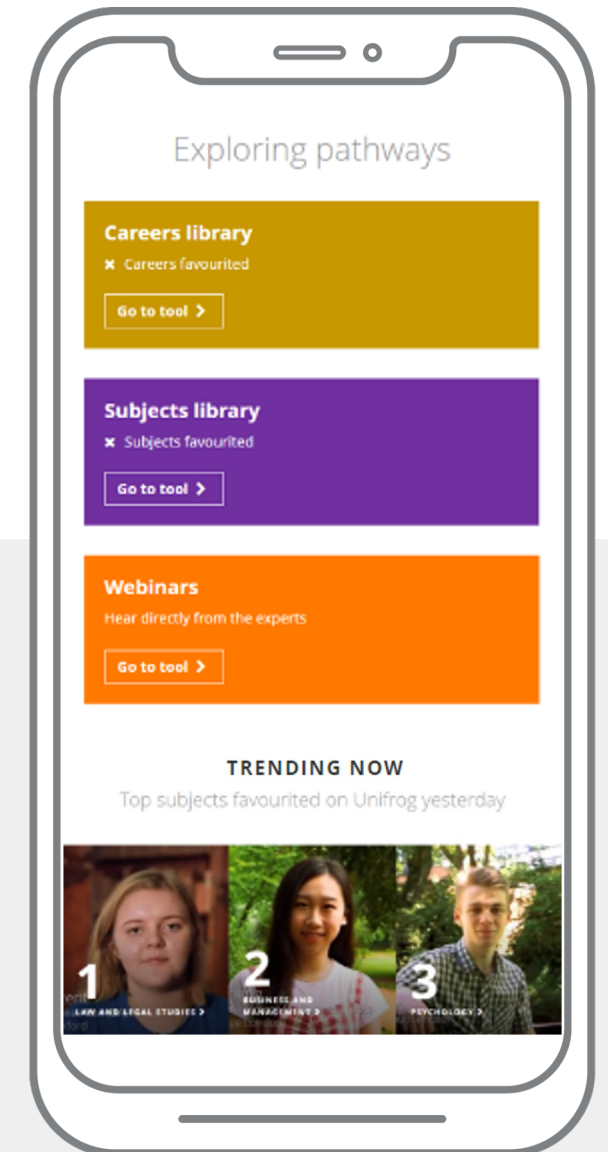 Exploring pathways
Careers library
✖ Careers favourited
Go to tool >
Subjects library
✖ Subjects favourited
Go to tool >
Webinars
Hear directly from the experts
Go to tool >
TRENDING NOW
Top subjects favourited on Unifrog yesterday
1
LAW AND LEGAL STUDIES >
2
BUSINESS AND
MANAGEMENT >
3
PSYCHOLOGY >